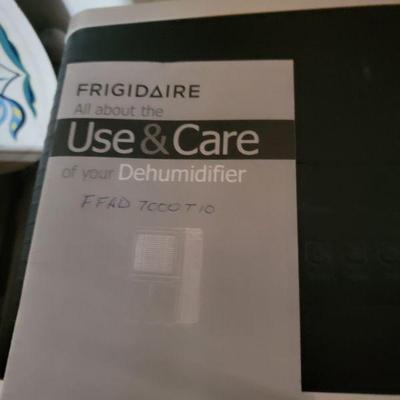 FRIGIDAIRE
All about the
Use & Care
of your Dehumidifier
FFAD 7000T10